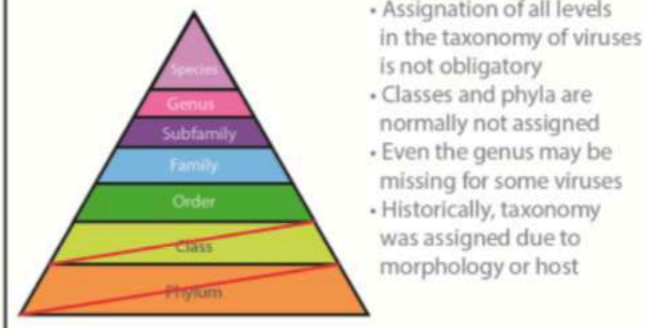 Species
Genus
Subfamily
Family
Order
Class
Phylum
• Assignation of all levels
in the taxonomy of viruses
is not obligatory
• Classes and phyla are
normally not assigned
• Even the genus may be
missing for some viruses
• Historically, taxonomy
was assigned due to
morphology or host